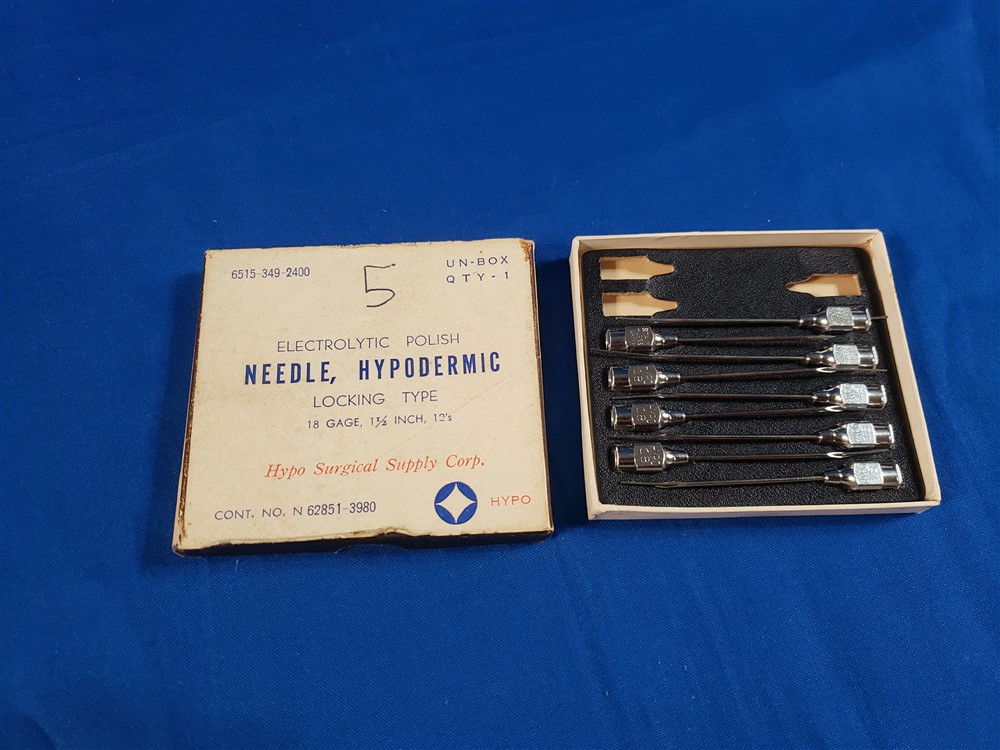 6515-349-2400
5
UN-BOX
QTY-1
ELECTROLYTIC POLISH
NEEDLE, HYPODERMIC
LOCKING TYPE
18 GAGE, 1½ INCH, 12's
Hypo Surgical Supply Corp.
CONT. NO. N 62851-3980
HYPO